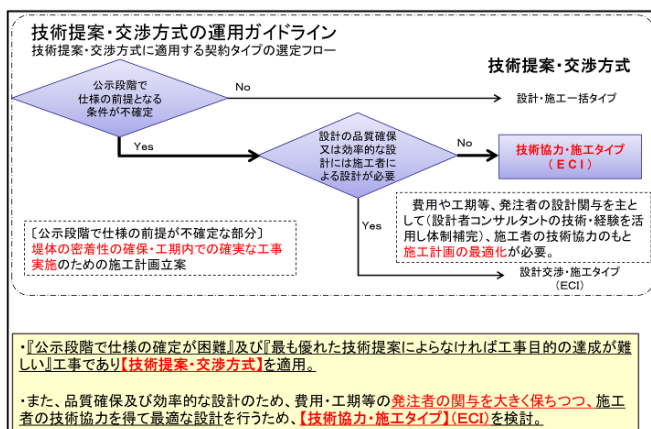 技術提案・交渉方式の運用ガイドライン
技術提案・交渉方式に適用する契約タイプの選定フロー
技術提案・交渉方式
公示段階で
仕様の前提となる
条件が不確定
No
設計・施工一括タイプ
Yes
設計の品質確保
又は効率的な設
計には施工者に
よる設計が必要
No
技術協力・施工タイプ
(ECI)
Yes
費用や工期等、発注者の設計関与を主と
して(設計者コンサルタントの技術・経験を活
用し体制補完)、施工者の技術協力のもと
施工計画の最適化が必要。
〔公示段階で仕様の前提が不確定な部分〕
堤体の密着性の確保・工期内での確実な工事
実施のための施工計画立案
設計交渉・施工タイプ
(ECI)
・『公示段階で仕様の確定が困難』及び『最も優れた技術提案によらなければ工事目的の達成が難
しい』工事であり【技術提案・交渉方式】を適用。
・また、品質確保及び効率的な設計のため、費用・工期等の発注者の関与を大きく保ちつつ、施工
者の技術協力を得て最適な設計を行うため、【技術協力・施工タイプ】(ECI)を検討。